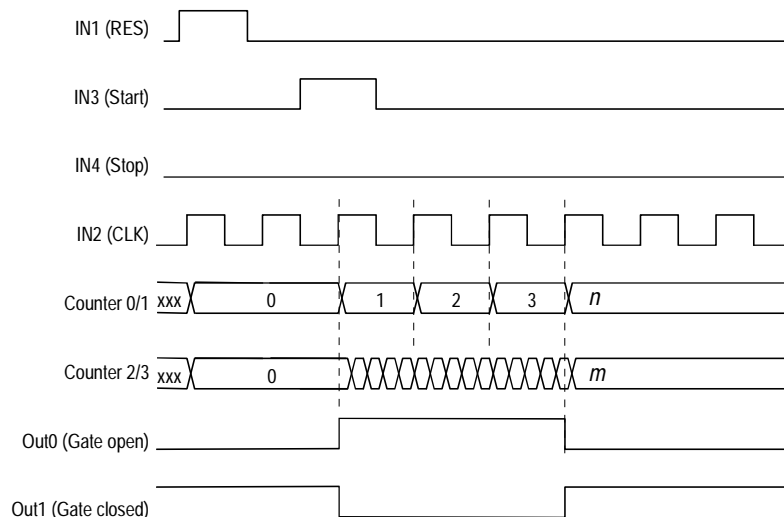 IN1 (RES)
IN3 (Start)
IN4 (Stop)
IN2 (CLK)
Counter 0/1 xxx 0 1 2 3 n
Counter 2/3 xxx 0 m
Out0 (Gate open)
Out1 (Gate closed)